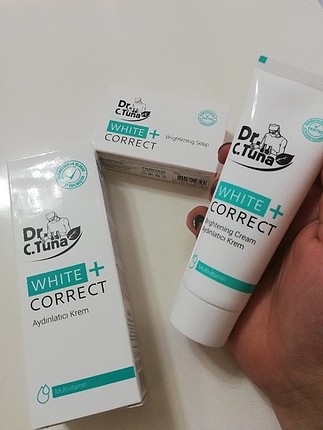 Dr.
C.Tuna
WHITE +
CORRECT
Brightening Soap
Dr.
C.Tuna
WHITE +
CORRECT
Brightening Cream
Aydınlatıcı Krem
Multivitamin
Dr.
C.Tuna
WHITE +
CORRECT
Aydınlatıcı Krem
Multivitamin